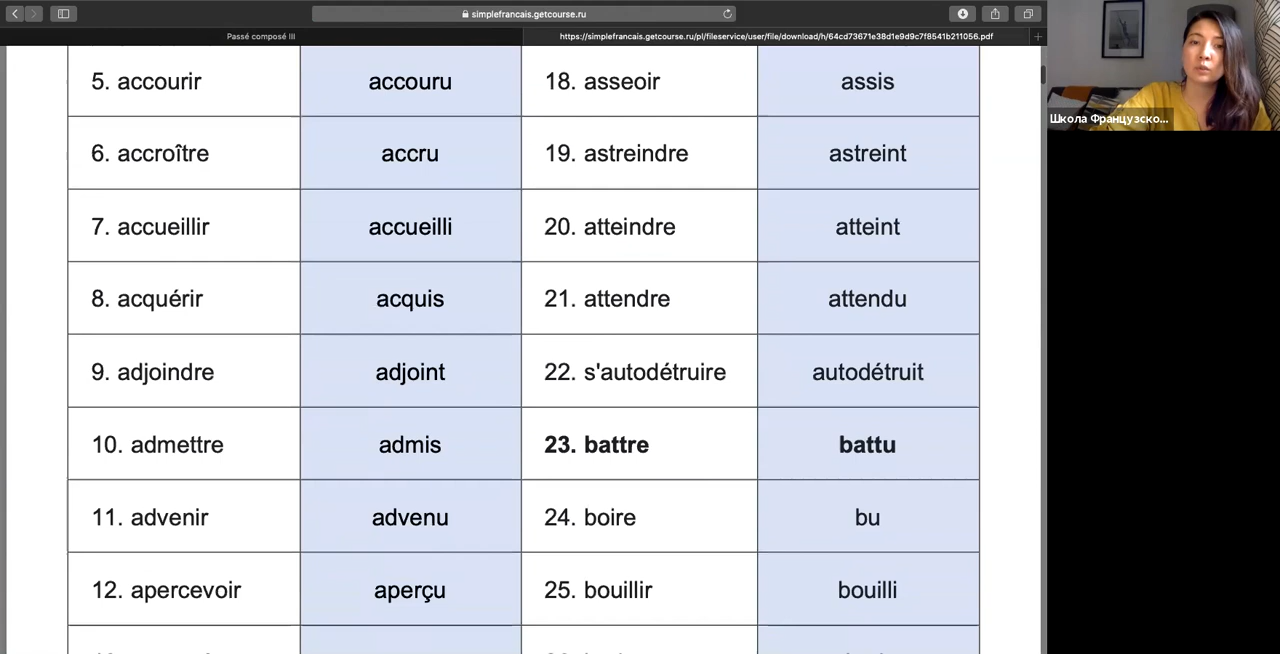 simplefrancais.getcourse.ru
Passé composé III
https://simplefrancais.getcourse.ru/pl/fileservice/user/file/download/h/64cd73671e38d1e9d9c7f8541b211056.pdf
Школа Французско...
5. accourir accouru 18. asseoir assis
6. accroître accru 19. astreindre astreint
7. accueillir accueilli 20. atteindre atteint
8. acquérir acquis 21. attendre attendu
9. adjoindre adjoint 22. s'autodétruire autodétruit
10. admettre admis 23. battre battu
11. advenir advenu 24. boire bu
12. apercevoir aperçu 25. bouillir bouilli